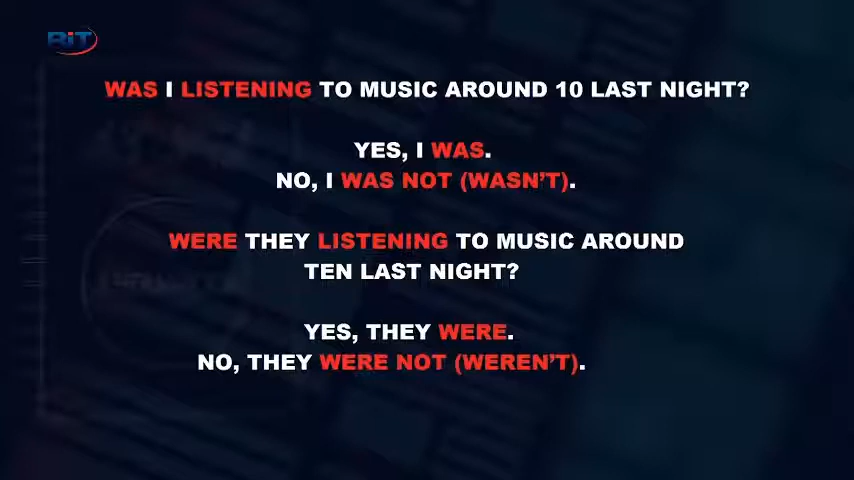 RiT
WAS I LISTENING TO MUSIC AROUND 10 LAST NIGHT?
YES, I WAS.
NO, I WAS NOT (WASN'T).
WERE THEY LISTENING TO MUSIC AROUND
TEN LAST NIGHT?
YES, THEY WERE.
NO, THEY WERE NOT (WEREN'T).